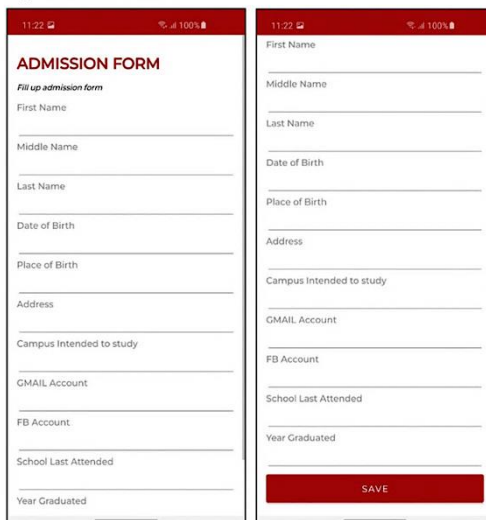 11:22 100%
ADMISSION FORM
Fill up admission form
First Name
Middle Name
Last Name
Date of Birth
Place of Birth
Address
Campus Intended to study
GMAIL Account
FB Account
School Last Attended
Year Graduated
11:22 100%
First Name
Middle Name
Last Name
Date of Birth
Place of Birth
Address
Campus Intended to study
GMAIL Account
FB Account
School Last Attended
Year Graduated
SAVE